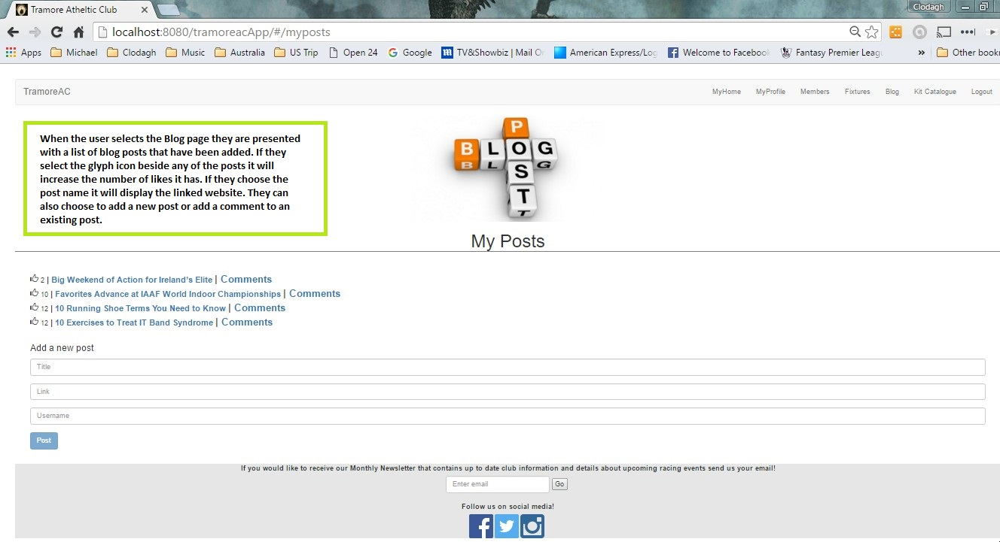 Tramore Atheltic Club
Clodagh
localhost:8080/tramoreacApp/#/myposts
Apps Michael Clodagh Music Australia US Trip Open 24 Google TV&Showbiz | Mail On American Express/Log Welcome to Facebook Fantasy Premier Leag » Other bookr
TramoreAC MyHome MyProfile Members Fixtures Blog Kit Catalogue Logout
When the user selects the Blog page they are presented
with a list of blog posts that have been added. If they
select the glyph icon beside any of the posts it will
increase the number of likes it has. If they choose the
post name it will display the linked website. They can
also choose to add a new post or add a comment to an
existing post.
P
BLOG
S
T
My Posts
2 | Big Weekend of Action for Ireland's Elite | Comments
10 | Favorites Advance at IAAF World Indoor Championships | Comments
12 | 10 Running Shoe Terms You Need to Know | Comments
12 | 10 Exercises to Treat IT Band Syndrome | Comments
Add a new post
Title
Link
Username
Post
If you would like to receive our Monthly Newsletter that contains up to date club information and details about upcoming racing events send us your email!
Enter email Go
Follow us on social media!